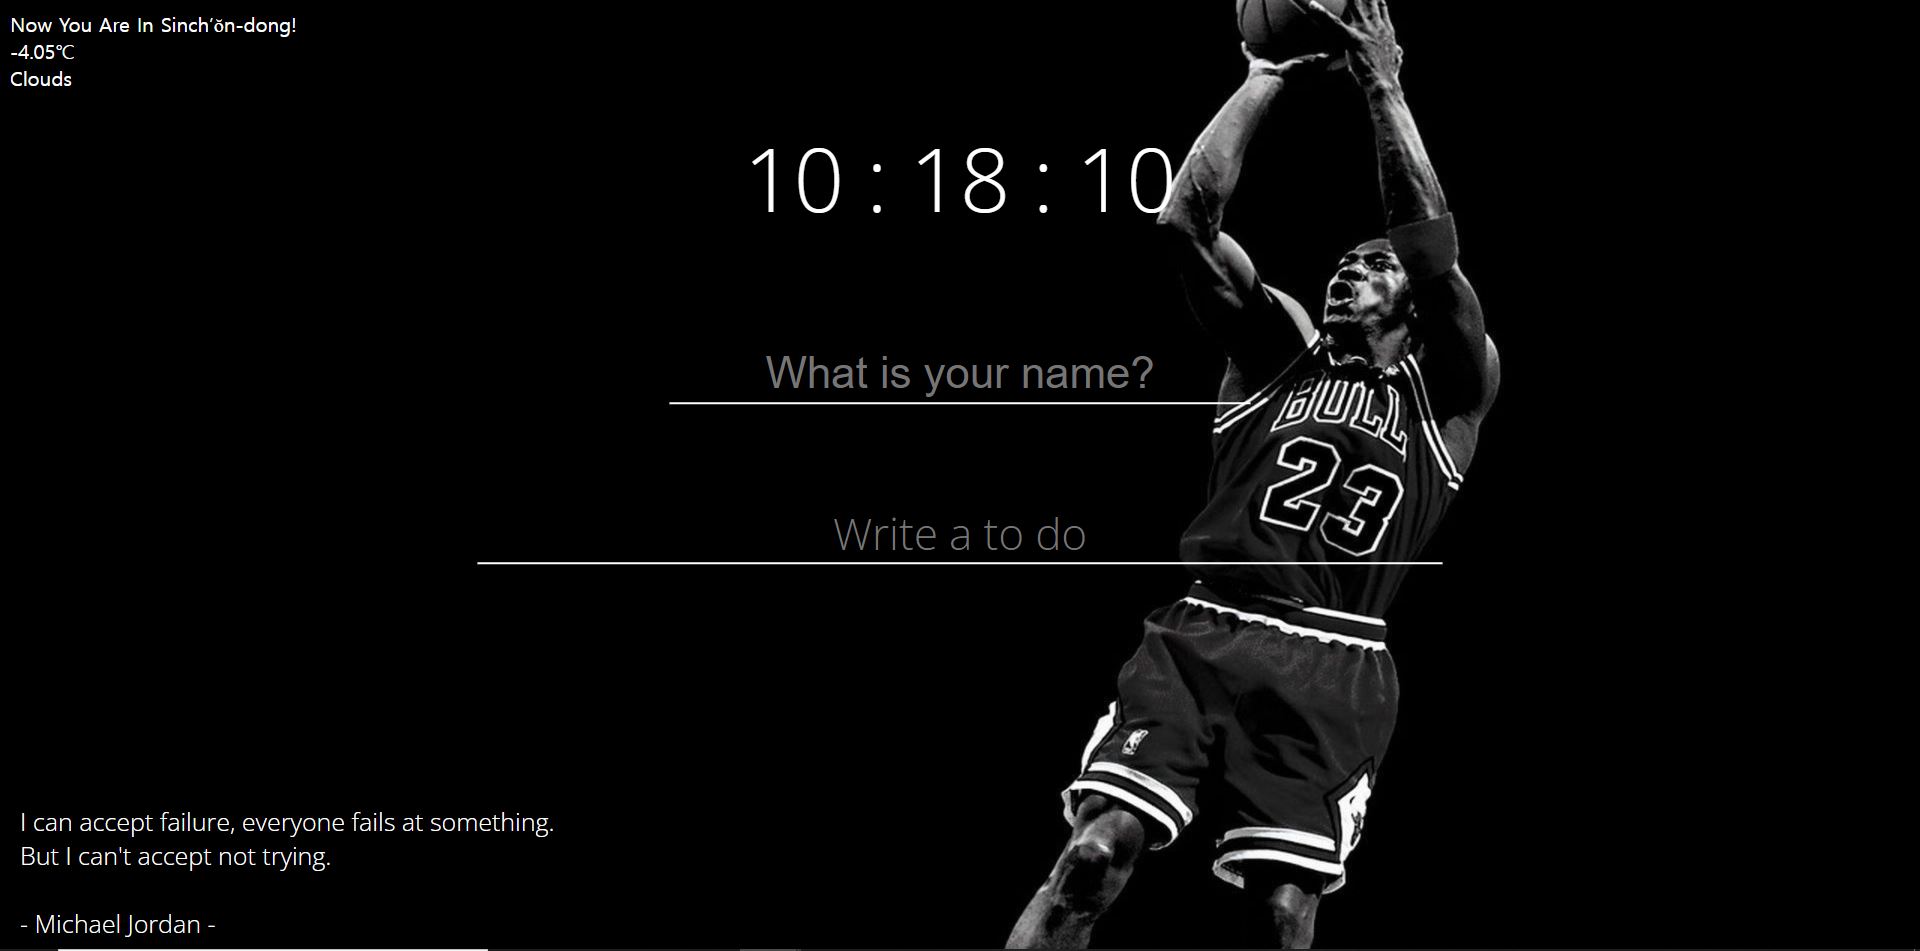 Now You Are In Sinch’ŏn-dong!
-4.05℃
Clouds
10 : 18 : 10
What is your name?
BULL
23
Write a to do
I can accept failure, everyone fails at something.
But I can't accept not trying.
- Michael Jordan -